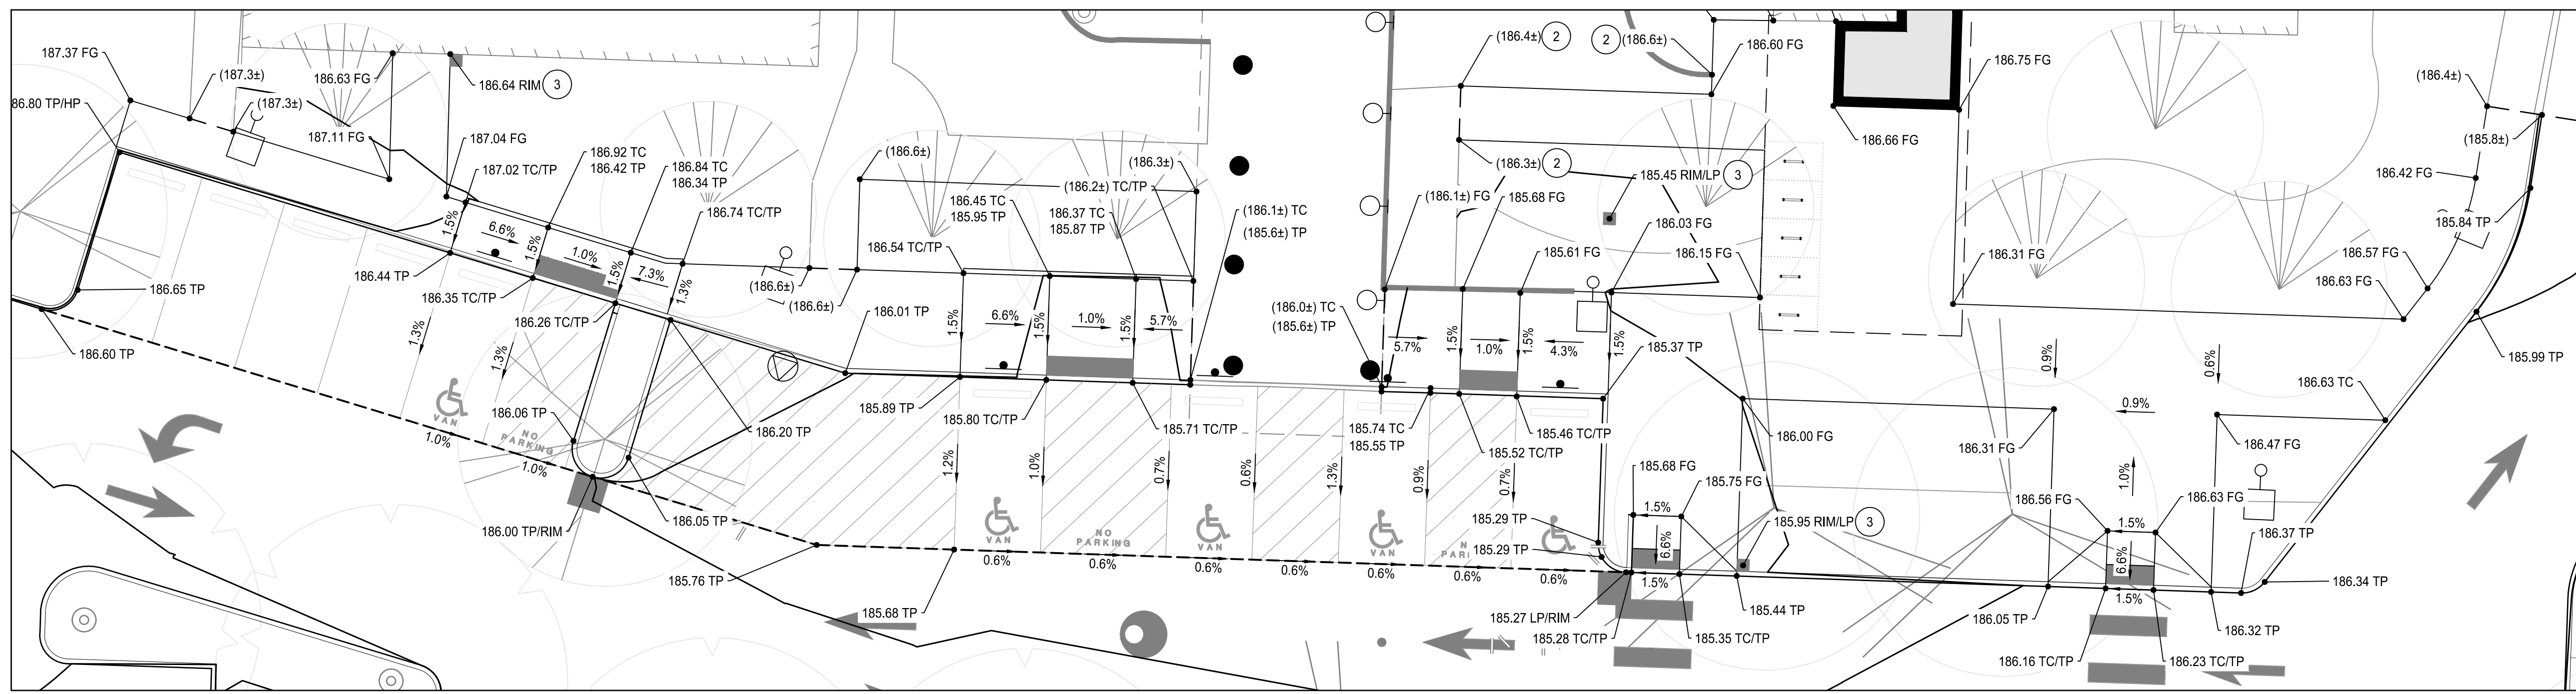 187.37 FG
(187.3±)
186.63 FG
186.64 RIM
3
86.80 TP/HP
(187.3±)
187.11 FG
187.04 FG
187.02 TC/TP
186.92 TC
186.42 TP
186.84 TC
186.34 TP
186.74 TC/TP
1.5%
6.6%
1.5%
1.0%
1.5%
7.3%
1.3%
186.44 TP
186.65 TP
186.35 TC/TP
186.26 TC/TP
186.60 TP
1.3%
1.3%
VAN
1.0%
NO
PARKING
1.0%
186.06 TP
186.20 TP
186.05 TP
186.00 TP/RIM
(186.6±)
(186.6±)
(186.6±)
186.01 TP
(186.3±)
(186.2±) TC/TP
186.45 TC
185.95 TP
186.37 TC
185.87 TP
186.54 TC/TP
(186.1±) TC
(185.6±) TP
1.5%
6.6%
1.5%
1.0%
1.5%
5.7%
185.89 TP
185.80 TC/TP
185.71 TC/TP
1.2%
1.0%
0.7%
0.6%
1.3%
0.9%
0.7%
VAN
NO
PARKING
VAN
VAN
0.6%
0.6%
0.6%
0.6%
0.6%
0.6%
0.6%
185.76 TP
185.68 TP
(186.4±)
2
2
(186.6±)
186.60 FG
(186.3±)
2
185.45 RIM/LP
3
(186.1±) FG
185.68 FG
186.03 FG
185.61 FG
186.15 FG
(186.0±) TC
(185.6±) TP
5.7%
1.5%
1.0%
1.5%
4.3%
1.5%
185.37 TP
185.74 TC
185.55 TP
185.52 TC/TP
185.46 TC/TP
185.29 TP
185.29 TP
185.68 FG
185.75 FG
1.5%
6.6%
1.5%
185.27 LP/RIM
185.28 TC/TP
185.35 TC/TP
185.44 TP
185.95 RIM/LP
3
186.00 FG
186.75 FG
186.66 FG
186.31 FG
(186.4±)
(185.8±)
186.42 FG
185.84 TP
186.57 FG
186.63 FG
185.99 TP
0.9%
0.6%
0.9%
186.63 TC
186.31 FG
186.47 FG
1.0%
186.56 FG
186.63 FG
1.5%
6.6%
1.5%
186.37 TP
186.34 TP
186.05 TP
186.32 TP
186.16 TC/TP
186.23 TC/TP